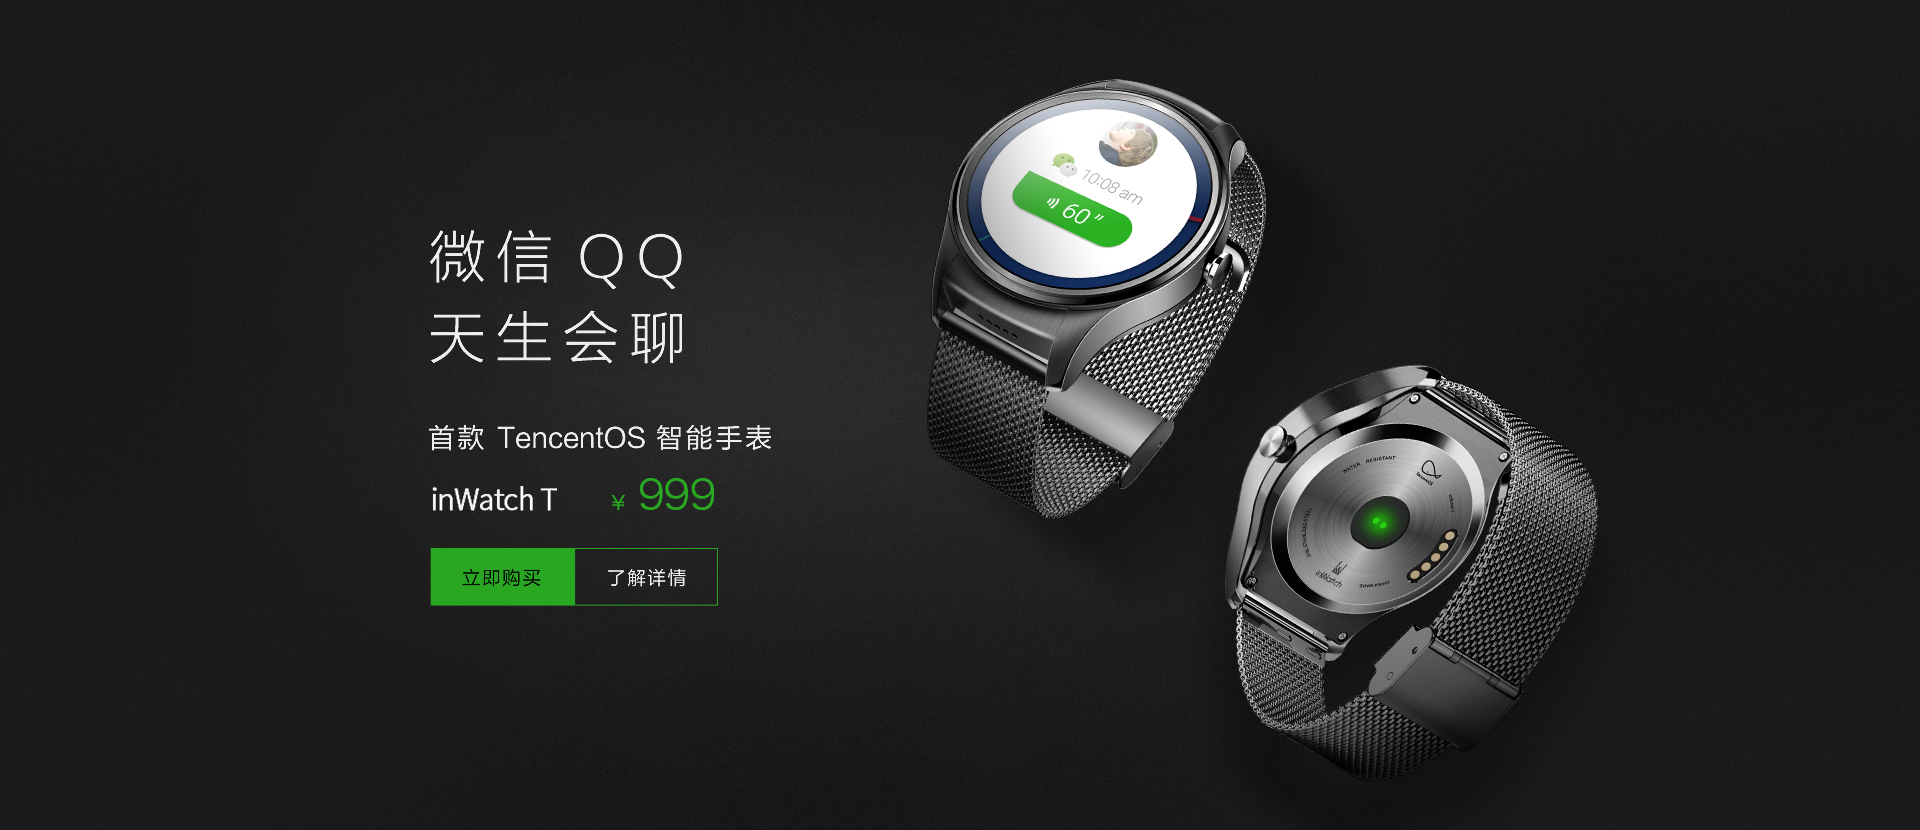 微信 QQ
天生会聊
首款 TencentOS 智能手表
inWatch T ¥ 999
立即购买 了解详情
10:08 am
60"
WATER RESISTANT
TencentOS
inWatch